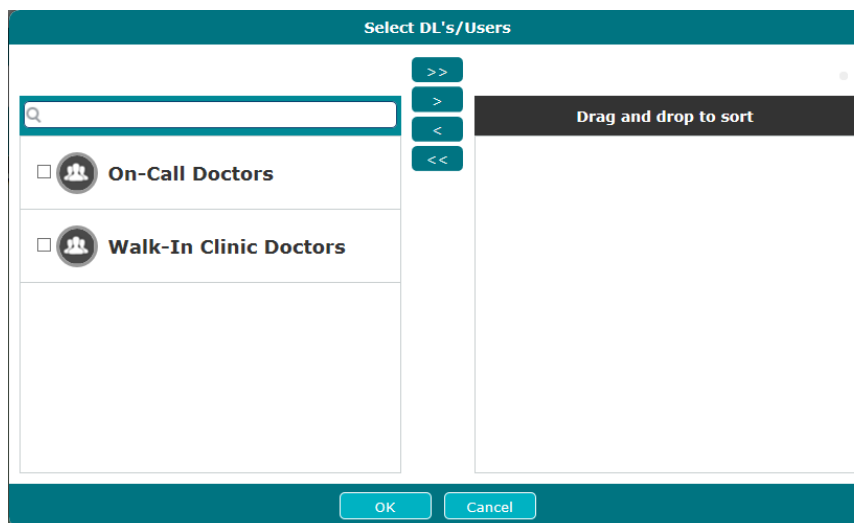 Select DL's/Users
>>
>
<
<<
Drag and drop to sort
On-Call Doctors
Walk-In Clinic Doctors
OK
Cancel